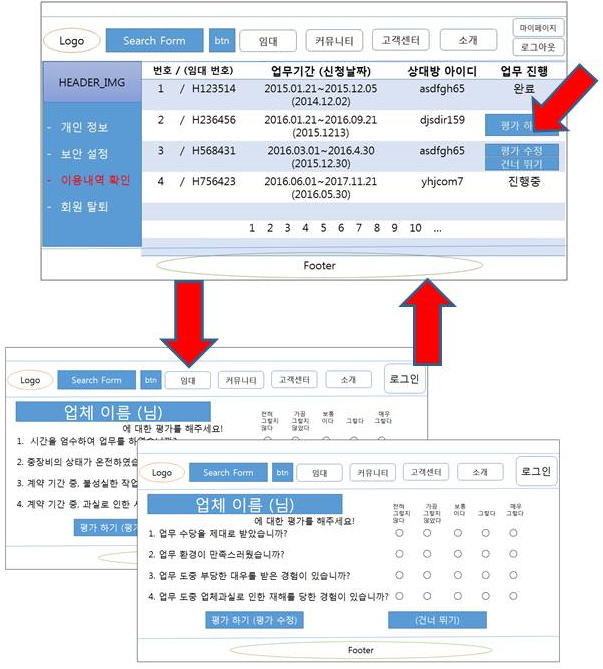 Logo
Search Form
btn
임대
커뮤니티
고객센터
소개
마이페이지
로그아웃
HEADER_IMG
- 개인 정보
- 보안 설정
- 이용내역 확인
- 회원 탈퇴
번호 / (임대 번호) 업무기간 (신청날짜) 상대방 아이디 업무 진행
1 / H123514 2015.01.21~2015.12.05 asdfgh65 완료
(2014.12.02)
2 / H236456 2016.01.21~2016.09.21 djsdir159 평가 하
(2015.1213)
3 / H568431 2016.03.01~2016.4.30 asdfgh65 평가 수정
(2015.12.30) 건너 뛰기
4 / H756423 2016.06.01~2017.11.21 yhjcom7 진행중
(2016.05.30)
1 2 3 4 5 6 7 8 9 10 ...
Footer
Logo
Search Form
btn
임대
커뮤니티
고객센터
소개
로그인
업체 이름 (님)
에 대한 평가를 해주세요!
전혀 그렇지 않다
가끔 그렇지 않았다
보통 이다
그렇다
매우 그렇다
1. 시간을 엄수하여 업무를
2. 중장비의 상태가 온전하였습
3. 계약 기간 중, 불성실한 작업
4. 계약 기간 중, 과실로 인한
평가 하기 (평가
Logo
Search Form
btn
임대
커뮤니티
고객센터
소개
로그인
업체 이름 (님)
에 대한 평가를 해주세요!
전혀 그렇지 않다
가끔 그렇지 않았다
보통 이다
그렇다
매우 그렇다
1. 업무 수당을 제대로 받았습니까?
2. 업무 환경이 만족스러웠습니까?
3. 업무 도중 부당한 대우를 받은 경험이 있습니까?
4. 업무 도중 업체과실로 인한 재해를 당한 경험이 있습니까?
평가 하기 (평가 수정)
(건너 뛰기)
Footer